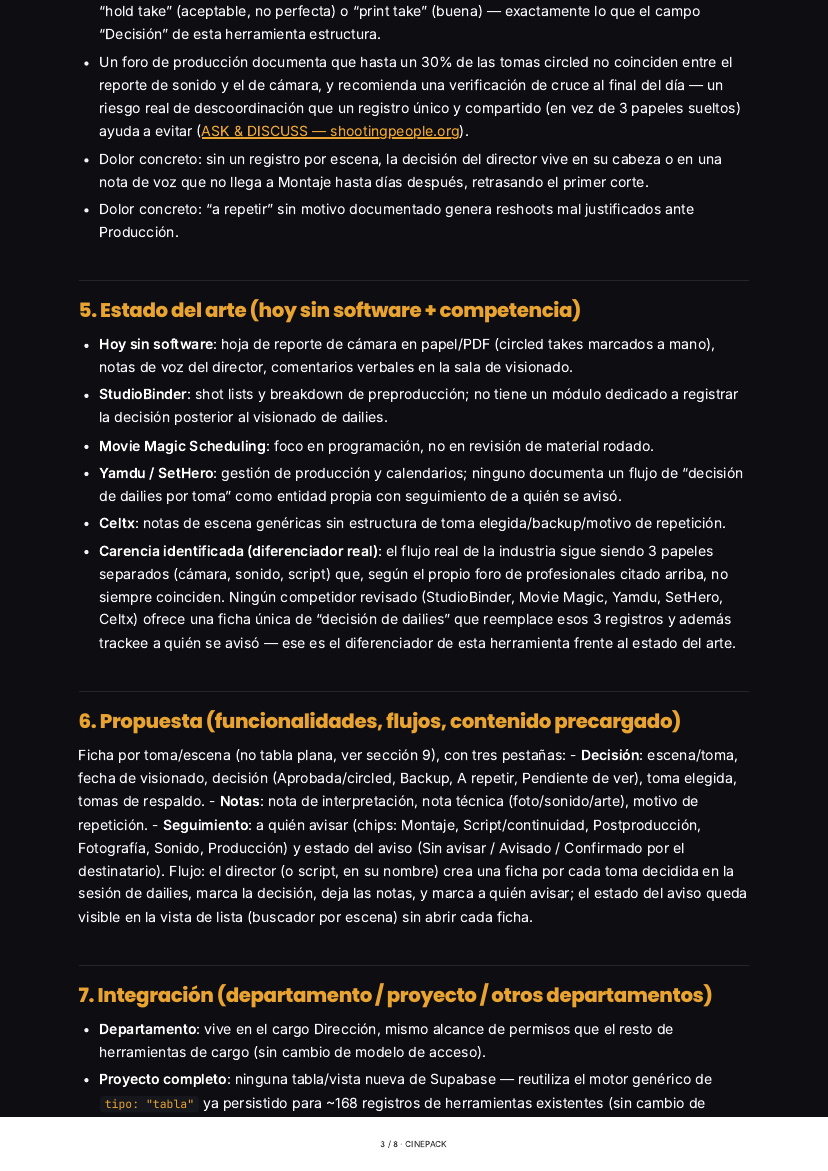 “hold take” (aceptable, no perfecta) o “print take” (buena) — exactamente lo que el campo
“Decisión” de esta herramienta estructura.
• Un foro de producción documenta que hasta un 30% de las tomas circled no coinciden entre el
reporte de sonido y el de cámara, y recomienda una verificación de cruce al final del día — un
riesgo real de descoordinación que un registro único y compartido (en vez de 3 papeles sueltos)
ayuda a evitar (ASK & DISCUSS — shootingpeople.org).
• Dolor concreto: sin un registro por escena, la decisión del director vive en su cabeza o en una
nota de voz que no llega a Montaje hasta días después, retrasando el primer corte.
• Dolor concreto: “a repetir” sin motivo documentado genera reshoots mal justificados ante
Producción.
5. Estado del arte (hoy sin software + competencia)
• Hoy sin software: hoja de reporte de cámara en papel/PDF (circled takes marcados a mano),
notas de voz del director, comentarios verbales en la sala de visionado.
• StudioBinder: shot lists y breakdown de preproducción; no tiene un módulo dedicado a registrar
la decisión posterior al visionado de dailies.
• Movie Magic Scheduling: foco en programación, no en revisión de material rodado.
• Yamdu / SetHero: gestión de producción y calendarios; ninguno documenta un flujo de “decisión
de dailies por toma” como entidad propia con seguimiento de a quién se avisó.
• Celtx: notas de escena genéricas sin estructura de toma elegida/backup/motivo de repetición.
• Carencia identificada (diferenciador real): el flujo real de la industria sigue siendo 3 papeles
separados (cámara, sonido, script) que, según el propio foro de profesionales citado arriba, no
siempre coinciden. Ningún competidor revisado (StudioBinder, Movie Magic, Yamdu, SetHero,
Celtx) ofrece una ficha única de “decisión de dailies” que reemplace esos 3 registros y además
trackee a quién se avisó — ese es el diferenciador de esta herramienta frente al estado del arte.
6. Propuesta (funcionalidades, flujos, contenido precargado)
Ficha por toma/escena (no tabla plana, ver sección 9), con tres pestañas: - Decisión: escena/toma,
fecha de visionado, decisión (Aprobada/circled, Backup, A repetir, Pendiente de ver), toma elegida,
tomas de respaldo. - Notas: nota de interpretación, nota técnica (foto/sonido/arte), motivo de
repetición. - Seguimiento: a quién avisar (chips: Montaje, Script/continuidad, Postproducción,
Fotografía, Sonido, Producción) y estado del aviso (Sin avisar / Avisado / Confirmado por el
destinatario). Flujo: el director (o script, en su nombre) crea una ficha por cada toma decidida en la
sesión de dailies, marca la decisión, deja las notas, y marca a quién avisar; el estado del aviso queda
visible en la vista de lista (buscador por escena) sin abrir cada ficha.
7. Integración (departamento / proyecto / otros departamentos)
• Departamento: vive en el cargo Dirección, mismo alcance de permisos que el resto de
herramientas de cargo (sin cambio de modelo de acceso).
• Proyecto completo: ninguna tabla/vista nueva de Supabase — reutiliza el motor genérico de
tipo: "tabla" ya persistido para ~168 registros de herramientas existentes (sin cambio de
3 / 8 · CINEPACK